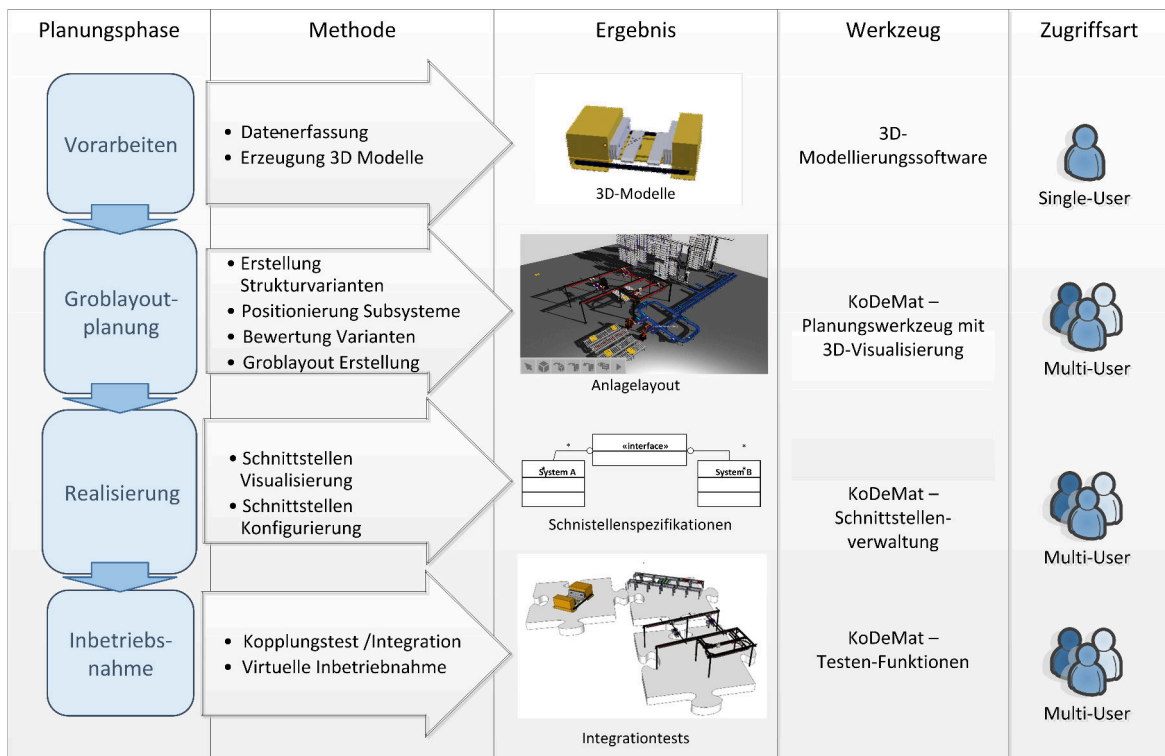 Planungsphase
Methode
Ergebnis
Werkzeug
Zugriffsart
Vorarbeiten
• Datenerfassung
• Erzeugung 3D Modelle
3D-Modelle
3D-
Modellierungssoftware
Single-User
Groblayout-
planung
• Erstellung
Strukturvarianten
• Positionierung Subsysteme
• Bewertung Varianten
• Groblayout Erstellung
Anlagelayout
KoDeMat –
Planungswerkzeug mit
3D-Visualisierung
Multi-User
Realisierung
• Schnittstellen
Visualisierung
• Schnittstellen
Konfigurierung
* «interface» *
System A
System B
Schnistellenspezifikationen
KoDeMat –
Schnittstellen-
verwaltung
Multi-User
Inbetriebs-
nahme
• Kopplungstest /Integration
• Virtuelle Inbetriebnahme
Integrationtests
KoDeMat –
Testen-Funktionen
Multi-User